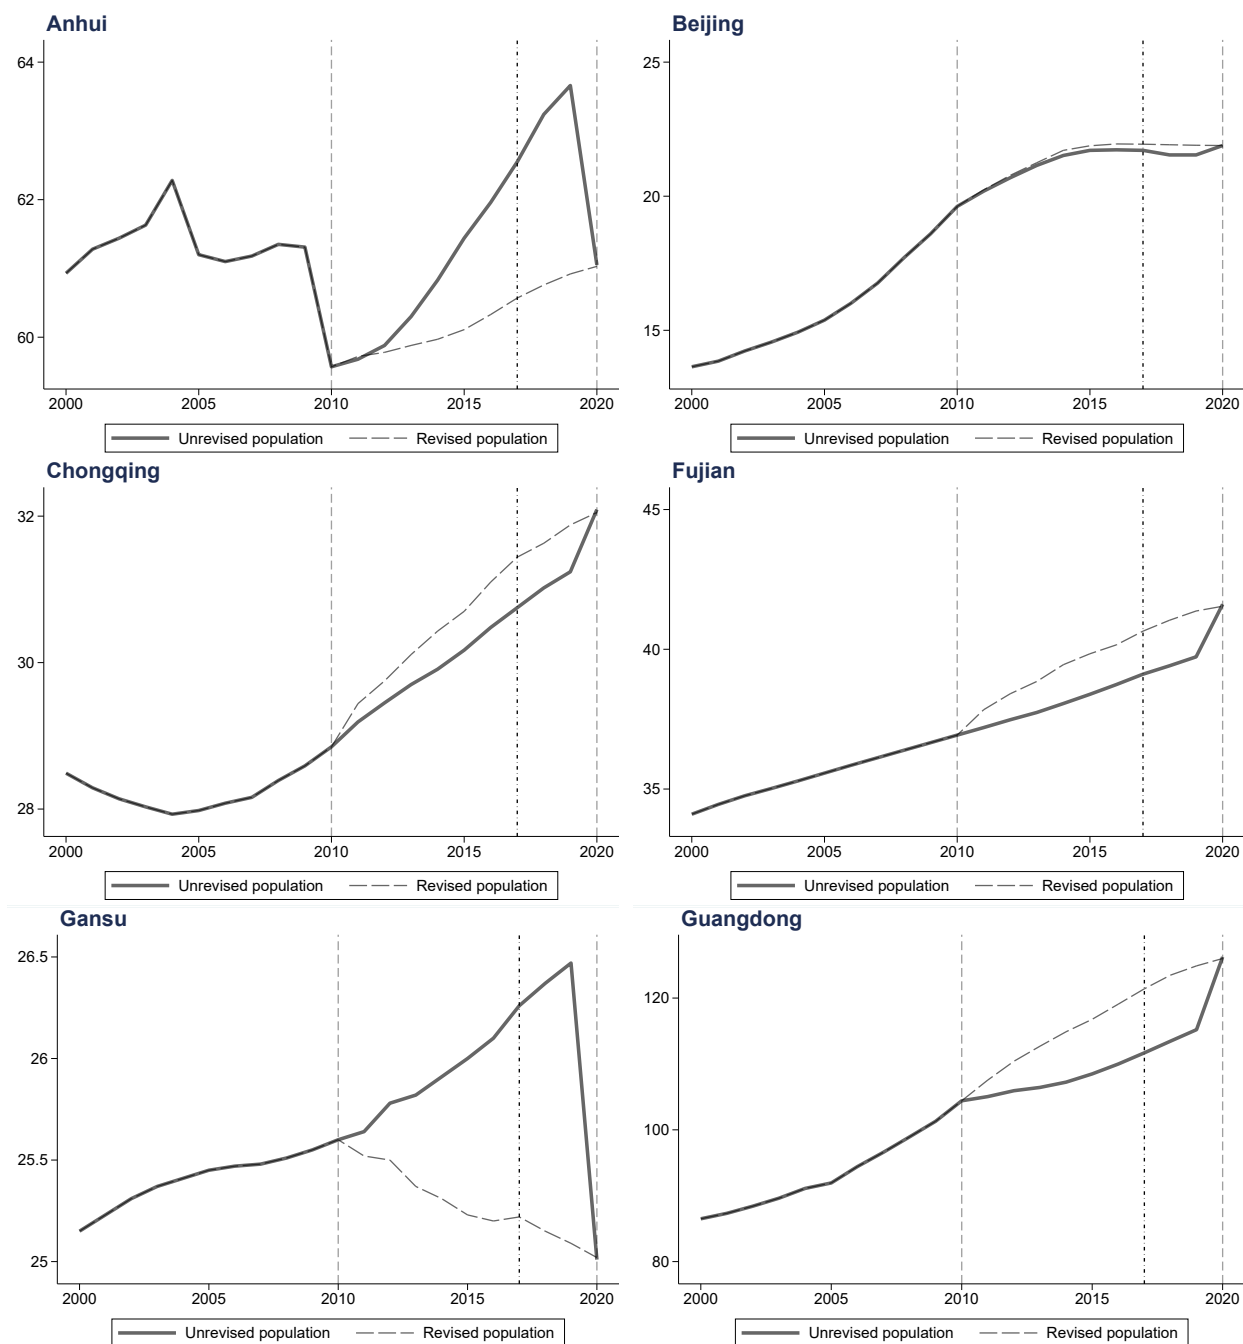 Anhui
64
62
60
2000 2005 2010 2015 2020
Unrevised population Revised population
Beijing
25
20
15
2000 2005 2010 2015 2020
Unrevised population Revised population
Chongqing
32
30
28
2000 2005 2010 2015 2020
Unrevised population Revised population
Fujian
45
40
35
2000 2005 2010 2015 2020
Unrevised population Revised population
Gansu
26.5
26
25.5
25
2000 2005 2010 2015 2020
Unrevised population Revised population
Guangdong
120
100
80
2000 2005 2010 2015 2020
Unrevised population Revised population